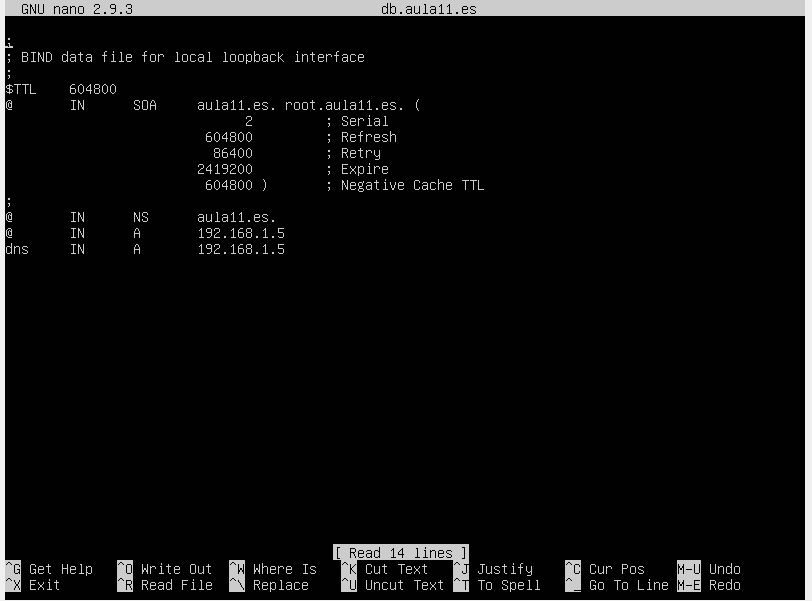 GNU nano 2.9.3 db.aula11.es
;
; BIND data file for local loopback interface
;
$TTL 604800
@ IN SOA aula11.es. root.aula11.es. (
2 ; Serial
604800 ; Refresh
86400 ; Retry
2419200 ; Expire
604800 ) ; Negative Cache TTL
;
@ IN NS aula11.es.
@ IN A 192.168.1.5
dns IN A 192.168.1.5
[ Read 14 lines ]
^G Get Help ^O Write Out ^W Where Is ^K Cut Text ^J Justify ^C Cur Pos M-U Undo
^X Exit ^R Read File ^\ Replace ^U Uncut Text ^T To Spell ^_ Go To Line M-E Redo